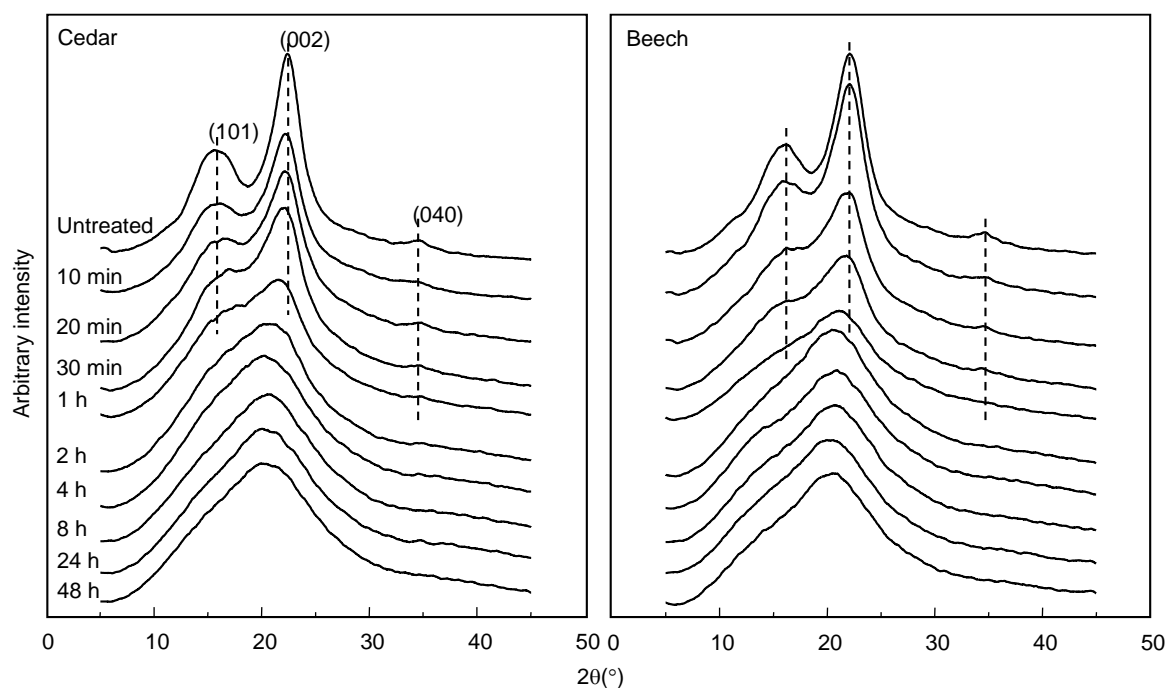 Cedar
(002)
(101)
(040)
Untreated
10 min
20 min
30 min
1 h
2 h
4 h
8 h
24 h
48 h
Beech
Arbitrary intensity
0 10 20 30 40 50 0 10 20 30 40 50
2θ(°)